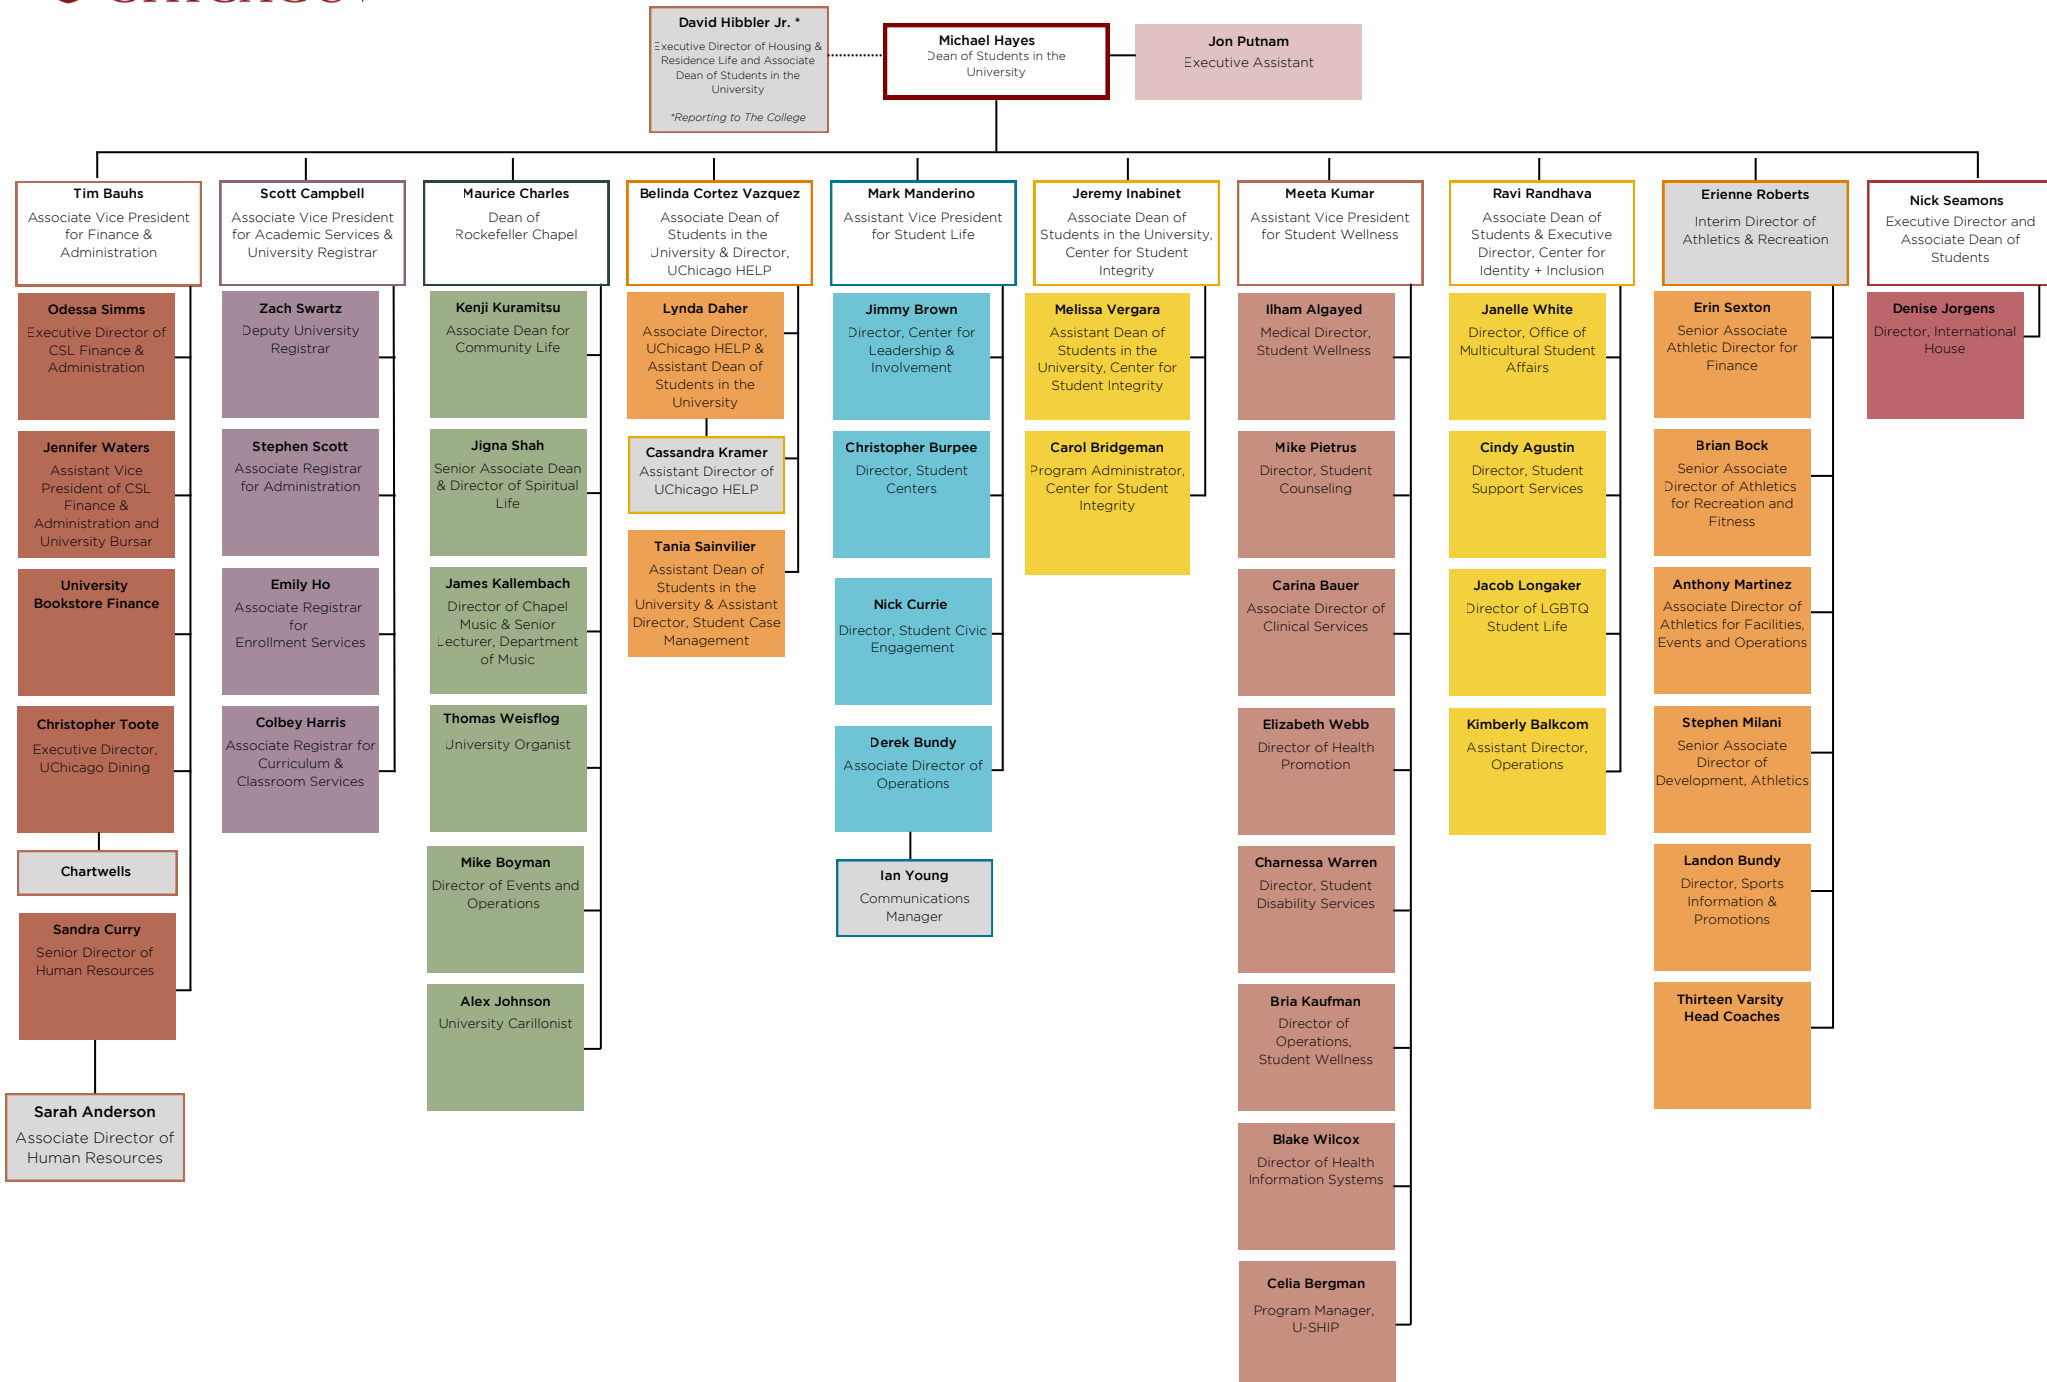 David Hibbler Jr. *
Executive Director of Housing &
Residence Life and Associate
Dean of Students in the
University
*Reporting to The College
Michael Hayes
Dean of Students in the
University
Jon Putnam
Executive Assistant
Tim Bauhs
Associate Vice President
for Finance &
Administration
Odessa Simms
Executive Director of
CSL Finance &
Administration
Jennifer Waters
Assistant Vice
President of CSL
Finance &
Administration and
University Bursar
University
Bookstore Finance
Christopher Toote
Executive Director,
UChicago Dining
Chartwells
Sandra Curry
Senior Director of
Human Resources
Sarah Anderson
Associate Director of
Human Resources
Scott Campbell
Associate Vice President
for Academic Services &
University Registrar
Zach Swartz
Deputy University
Registrar
Stephen Scott
Associate Registrar
for Administration
Emily Ho
Associate Registrar
for
Enrollment Services
Colbey Harris
Associate Registrar for
Curriculum &
Classroom Services
Maurice Charles
Dean of
Rockefeller Chapel
Kenji Kuramitsu
Associate Dean for
Community Life
Jigna Shah
Senior Associate Dean
& Director of Spiritual
Life
James Kallembach
Director of Chapel
Music & Senior
Lecturer, Department
of Music
Thomas Weisflog
University Organist
Mike Boyman
Director of Events and
Operations
Alex Johnson
University Carillonist
Belinda Cortez Vazquez
Associate Dean of
Students in the
University & Director,
UChicago HELP
Lynda Daher
Associate Director,
UChicago HELP &
Assistant Dean of
Students in the
University
Cassandra Kramer
Assistant Director of
UChicago HELP
Tania Sainvilier
Assistant Dean of
Students in the
University & Assistant
Director, Student Case
Management
Mark Manderino
Assistant Vice President
for Student Life
Jimmy Brown
Director, Center for
Leadership &
Involvement
Christopher Burpee
Director, Student
Centers
Nick Currie
Director, Student Civic
Engagement
Derek Bundy
Associate Director of
Operations
Ian Young
Communications
Manager
Jeremy Inabinet
Associate Dean of
Students in the University,
Center for Student
Integrity
Melissa Vergara
Assistant Dean of
Students in the
University, Center for
Student Integrity
Carol Bridgeman
Program Administrator,
Center for Student
Integrity
Meeta Kumar
Assistant Vice President
for Student Wellness
Ilham Algayed
Medical Director,
Student Wellness
Mike Pietrus
Director, Student
Counseling
Carina Bauer
Associate Director of
Clinical Services
Elizabeth Webb
Director of Health
Promotion
Charnessa Warren
Director, Student
Disability Services
Bria Kaufman
Director of
Operations,
Student Wellness
Blake Wilcox
Director of Health
Information Systems
Celia Bergman
Program Manager,
U-SHIP
Ravi Randhava
Associate Dean of
Students & Executive
Director, Center for
Identity + Inclusion
Janelle White
Director, Office of
Multicultural Student
Affairs
Cindy Agustin
Director, Student
Support Services
Jacob Longaker
Director of LGBTQ
Student Life
Kimberly Balkcom
Assistant Director,
Operations
Erienne Roberts
Interim Director of
Athletics & Recreation
Erin Sexton
Senior Associate
Athletic Director for
Finance
Brian Bock
Senior Associate
Director of Athletics
for Recreation and
Fitness
Anthony Martinez
Associate Director of
Athletics for Facilities,
Events and Operations
Stephen Milani
Senior Associate
Director of
Development, Athletics
Landon Bundy
Director, Sports
Information &
Promotions
Thirteen Varsity
Head Coaches
Nick Seamons
Executive Director and
Associate Dean of
Students
Denise Jorgens
Director, International
House